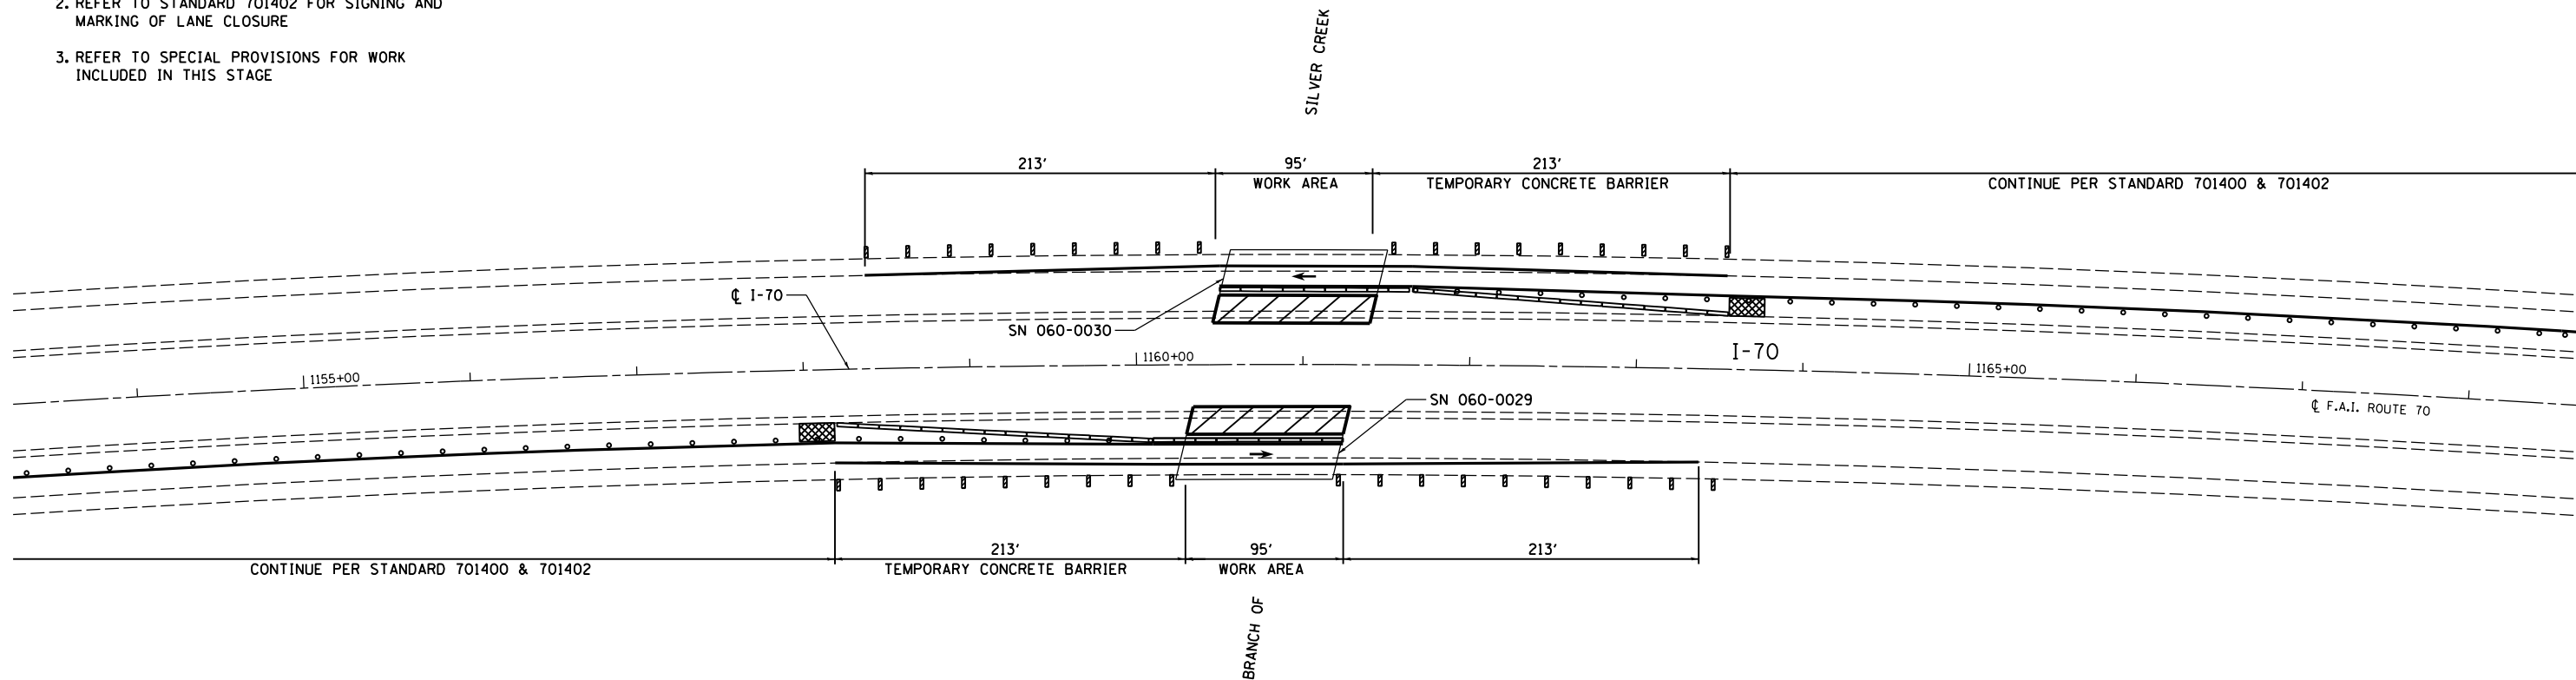 2. REFER TO STANDARD 701402 FOR SIGNING AND
MARKING OF LANE CLOSURE
3. REFER TO SPECIAL PROVISIONS FOR WORK
INCLUDED IN THIS STAGE
SILVER CREEK
213' 95' 213'
WORK AREA TEMPORARY CONCRETE BARRIER CONTINUE PER STANDARD 701400 & 701402
℄ I-70
SN 060-0030
I-70
1155+00 1160+00 1165+00
SN 060-0029
℄ F.A.I. ROUTE 70
213' 95' 213'
CONTINUE PER STANDARD 701400 & 701402 TEMPORARY CONCRETE BARRIER WORK AREA
BRANCH OF